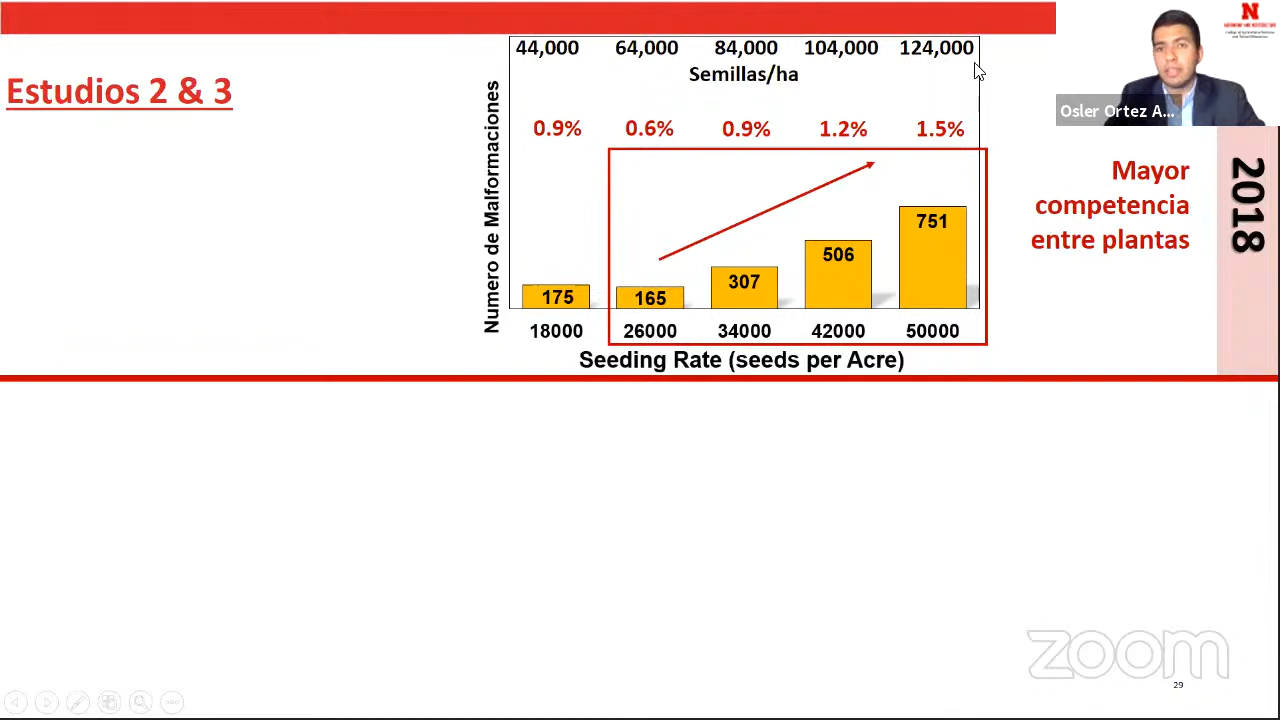 Estudios 2 & 3
44,000 64,000 84,000 104,000 124,000
Semillas/ha
0.9% 0.6% 0.9% 1.2% 1.5%
Numero de Malformaciones
175 165 307 506 751
18000 26000 34000 42000 50000
Seeding Rate (seeds per Acre)
Osler Ortez A...
Mayor
competencia
entre plantas
2018
N
zoom
29